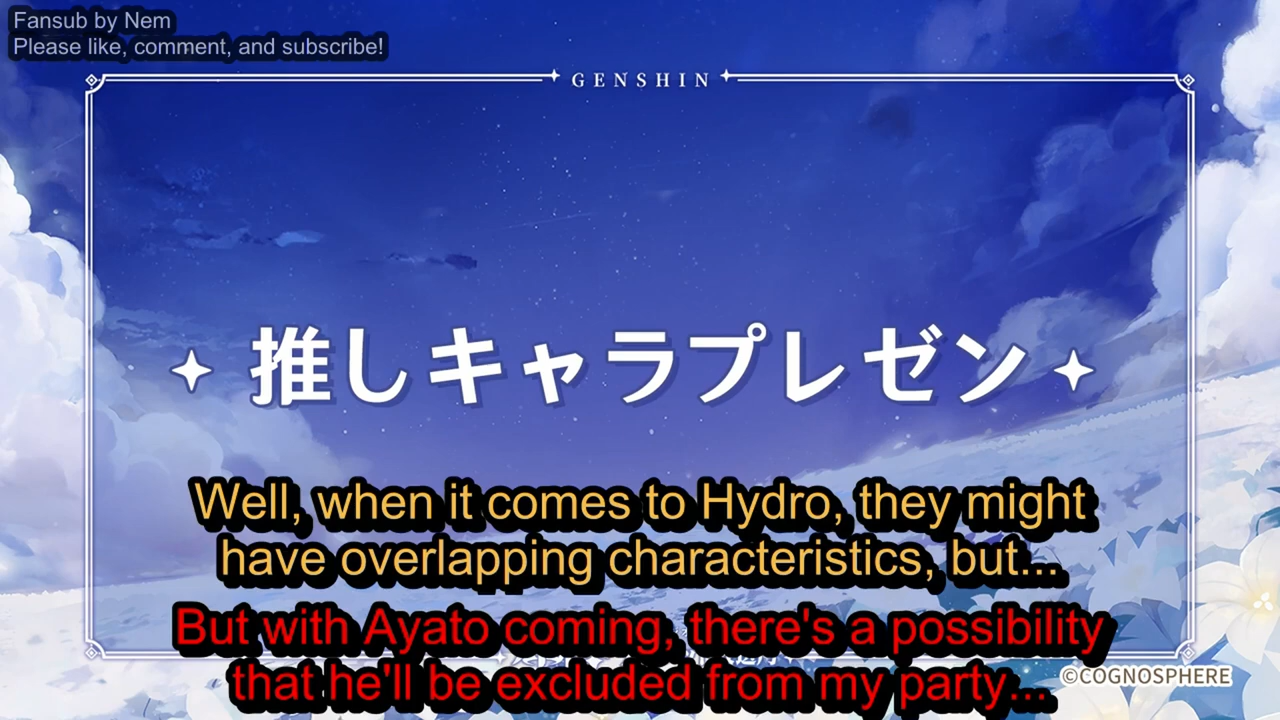 Fansub by Nem
Please like, comment, and subscribe!
GENSHIN
推しキャラプレゼン
Well, when it comes to Hydro, they might
have overlapping characteristics, but...
But with Ayato coming, there's a possibility
that he'll be excluded from my party...
©COGNOSPHERE